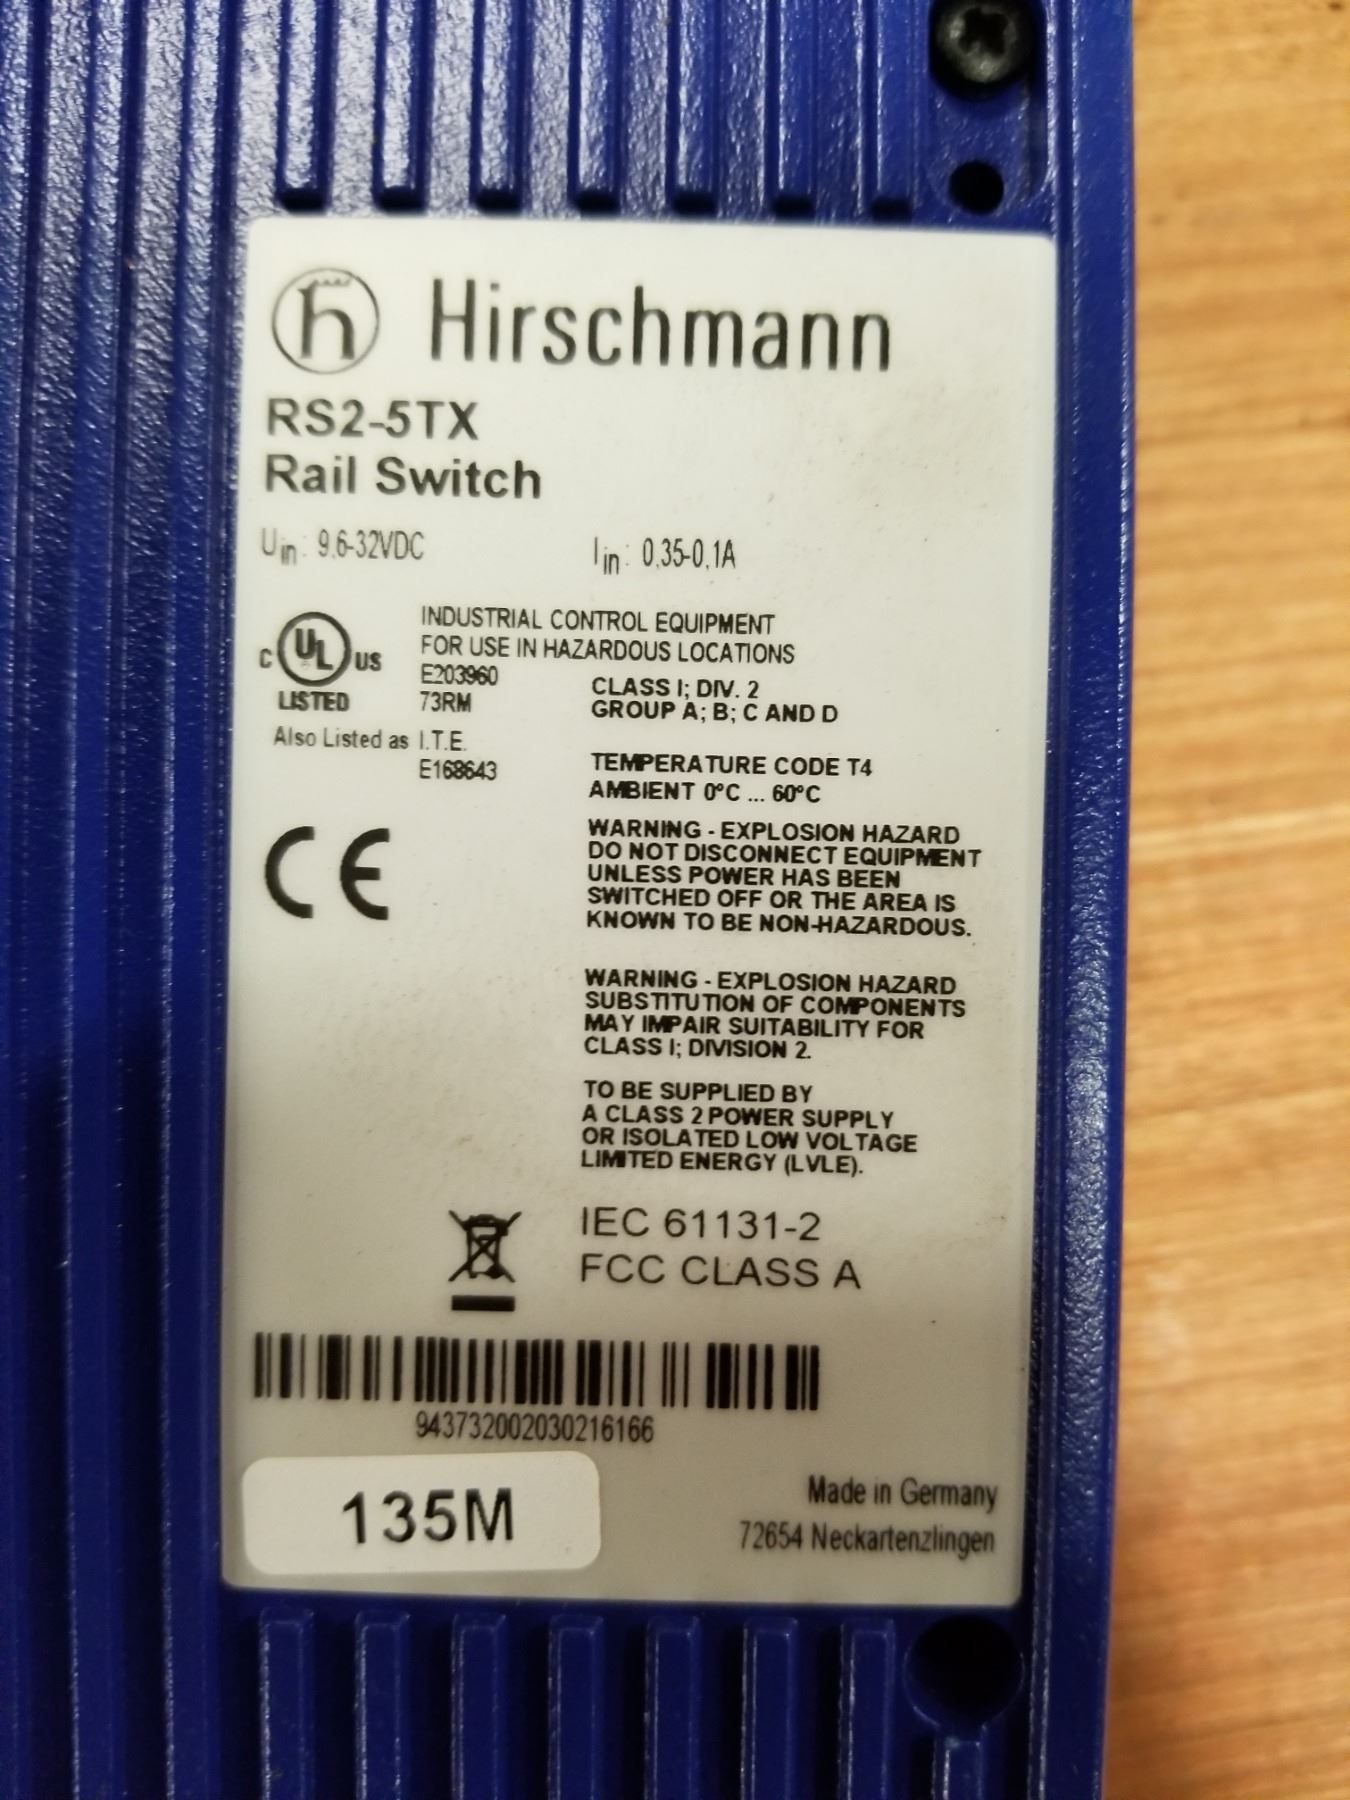 h Hirschmann
RS2-5TX
Rail Switch
Uin: 9,6-32VDC Iin: 0,35-0,1A
C UL US
LISTED
INDUSTRIAL CONTROL EQUIPMENT
FOR USE IN HAZARDOUS LOCATIONS
E203960
73RM
CLASS I; DIV. 2
GROUP A; B; C AND D
Also Listed as I.T.E.
E168643
TEMPERATURE CODE T4
AMBIENT 0°C ... 60°C
CE
WARNING - EXPLOSION HAZARD
DO NOT DISCONNECT EQUIPMENT
UNLESS POWER HAS BEEN
SWITCHED OFF OR THE AREA IS
KNOWN TO BE NON-HAZARDOUS.
WARNING - EXPLOSION HAZARD
SUBSTITUTION OF COMPONENTS
MAY IMPAIR SUITABILITY FOR
CLASS I; DIVISION 2.
TO BE SUPPLIED BY
A CLASS 2 POWER SUPPLY
OR ISOLATED LOW VOLTAGE
LIMITED ENERGY (LVLE).
IEC 61131-2
FCC CLASS A
943732002030216166
135M
Made in Germany
72654 Neckartenzlingen